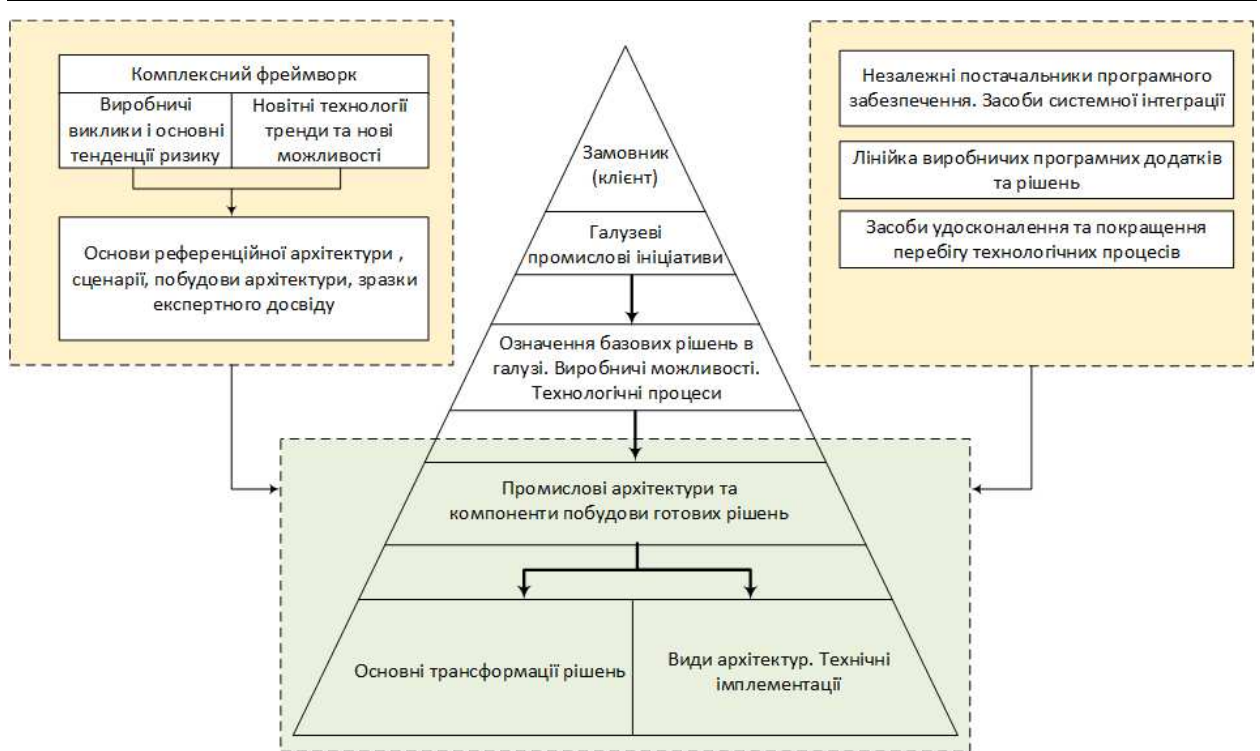 Комплексний фреймворк
Виробничі
виклики і основні
тенденції ризику
Новітні технології
тренди та нові
можливості
Основи референційної архітектури ,
сценарії, побудови архітектури, зразки
експертного досвіду
Замовник
(клієнт)
Галузеві
промислові ініціативи
Означення базових рішень в
галузі. Виробничі можливості.
Технологічні процеси
Промислові архітектури та
компоненти побудови готових рішень
Основні трансформації рішень
Види архітектур. Технічні
імплементації
Незалежні постачальники програмного
забезпечення. Засоби системної інтеграції
Лінійка виробничих програмних додатків
та рішень
Засоби удосконалення та покращення
перебігу технологічних процесів